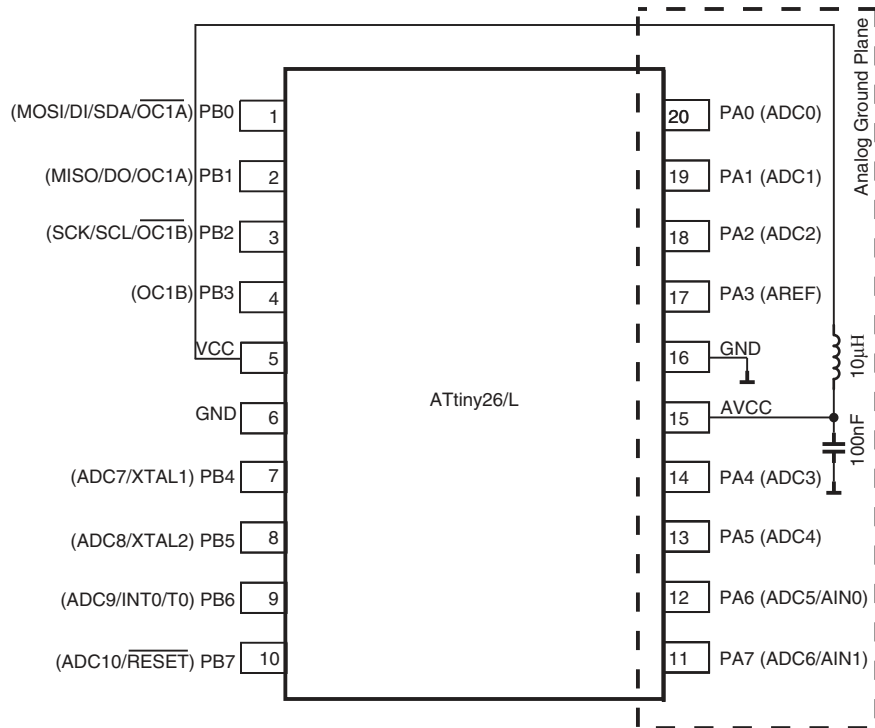 Analog Ground Plane
(MOSI/DI/SDA/OC1A) PB0
1
20
PA0 (ADC0)
(MISO/DO/OC1A) PB1
2
19
PA1 (ADC1)
(SCK/SCL/OC1B) PB2
3
18
PA2 (ADC2)
(OC1B) PB3
4
17
PA3 (AREF)
VCC
5
16
GND
10µH
ATtiny26/L
GND
6
15
AVCC
100nF
(ADC7/XTAL1) PB4
7
14
PA4 (ADC3)
(ADC8/XTAL2) PB5
8
13
PA5 (ADC4)
(ADC9/INT0/T0) PB6
9
12
PA6 (ADC5/AIN0)
(ADC10/RESET) PB7
10
11
PA7 (ADC6/AIN1)